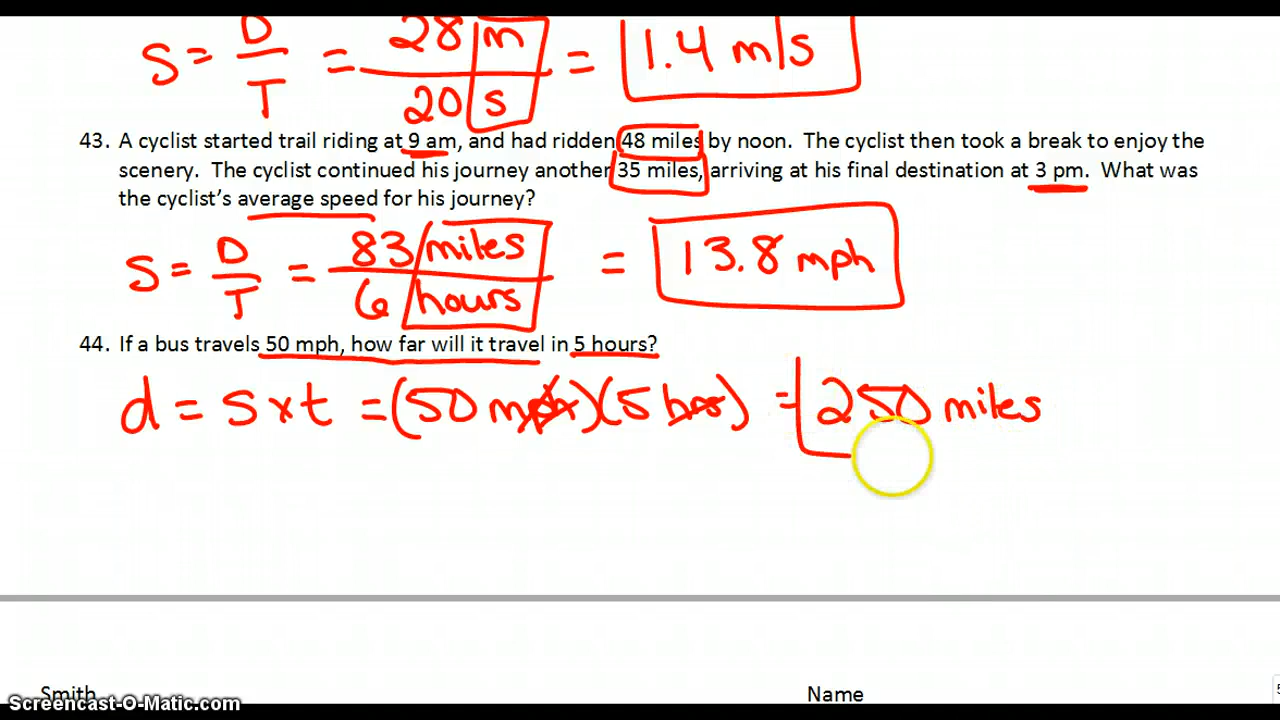 S = D/T = 28 m / 20 s = 1.4 m/s
43. A cyclist started trail riding at 9 am, and had ridden 48 miles by noon. The cyclist then took a break to enjoy the
scenery. The cyclist continued his journey another 35 miles, arriving at his final destination at 3 pm. What was
the cyclist's average speed for his journey?
S = D/T = 83 miles / 6 hours = 13.8 mph
44. If a bus travels 50 mph, how far will it travel in 5 hours?
d = s x t = (50 mph)(5 hrs) = 250 miles
Smith Name
5
Screencast-O-Matic.com